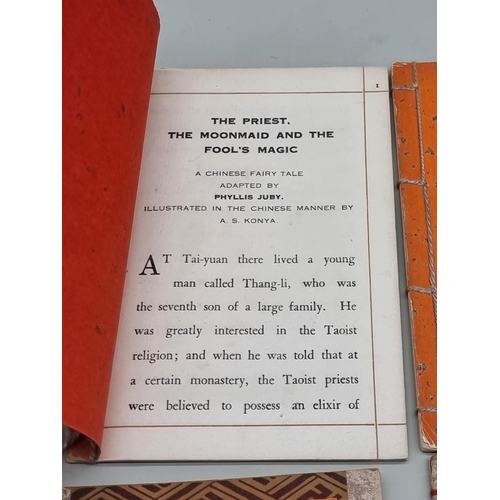 1
THE PRIEST,
THE MOONMAID AND THE
FOOL'S MAGIC
A CHINESE FAIRY TALE
ADAPTED BY
PHYLLIS JUBY.
ILLUSTRATED IN THE CHINESE MANNER BY
A. S. KONYA.
AT Tai-yuan there lived a young
man called Thang-li, who was
the seventh son of a large family. He
was greatly interested in the Taoist
religion; and when he was told that at
a certain monastery, the Taoist priests
were believed to possess an elixir of